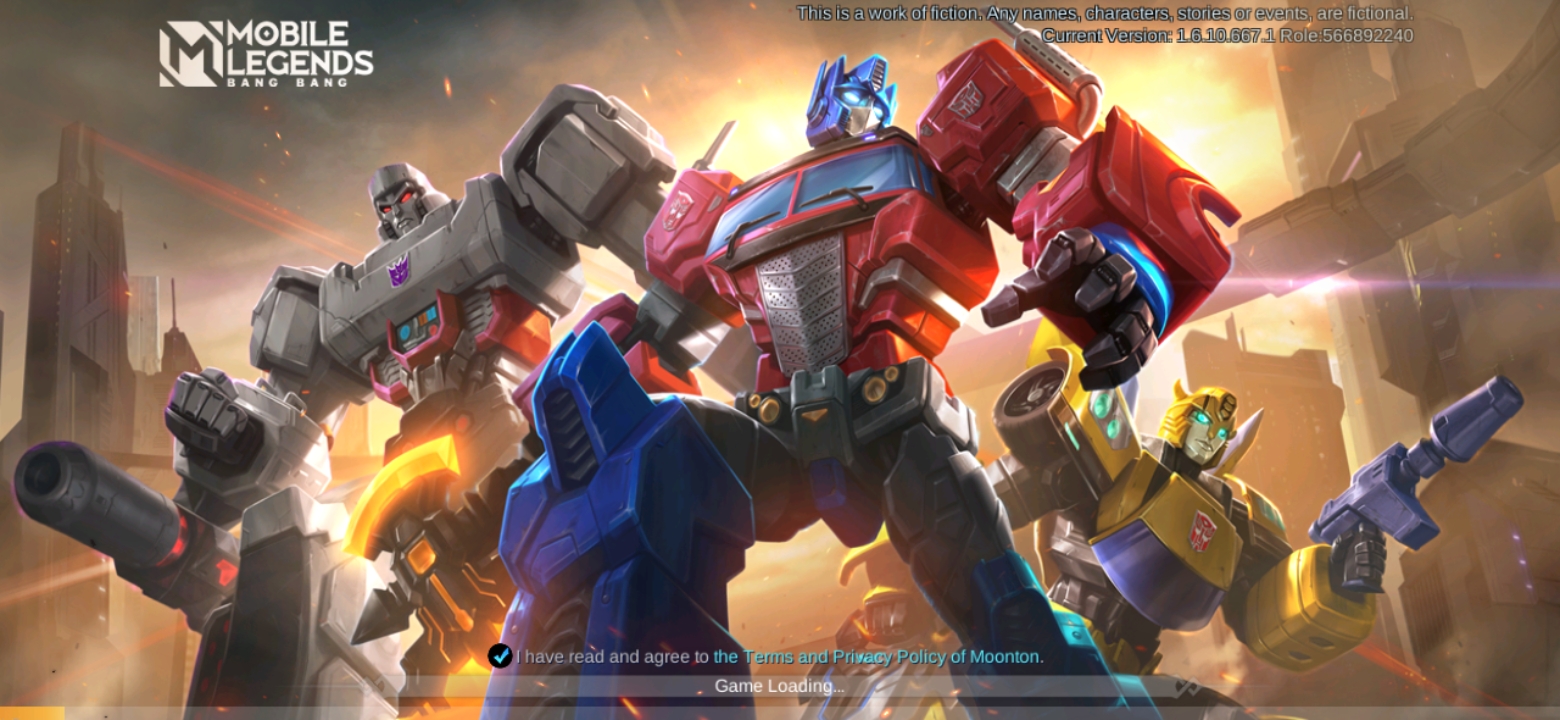 MOBILE
LEGENDS
BANG BANG
This is a work of fiction. Any names, characters, stories or events, are fictional.
Current Version: 1.6.10.667.1 Role:566892240
I have read and agree to the Terms and Privacy Policy of Moonton.
Game Loading...